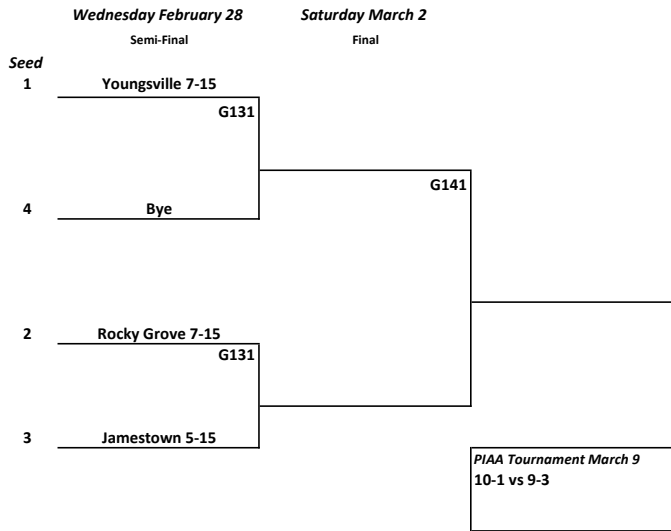 Wednesday February 28 Saturday March 2
Semi-Final Final
Seed
1 Youngsville 7-15
G131
4 Bye
G141
2 Rocky Grove 7-15
G131
3 Jamestown 5-15
PIAA Tournament March 9
10-1 vs 9-3